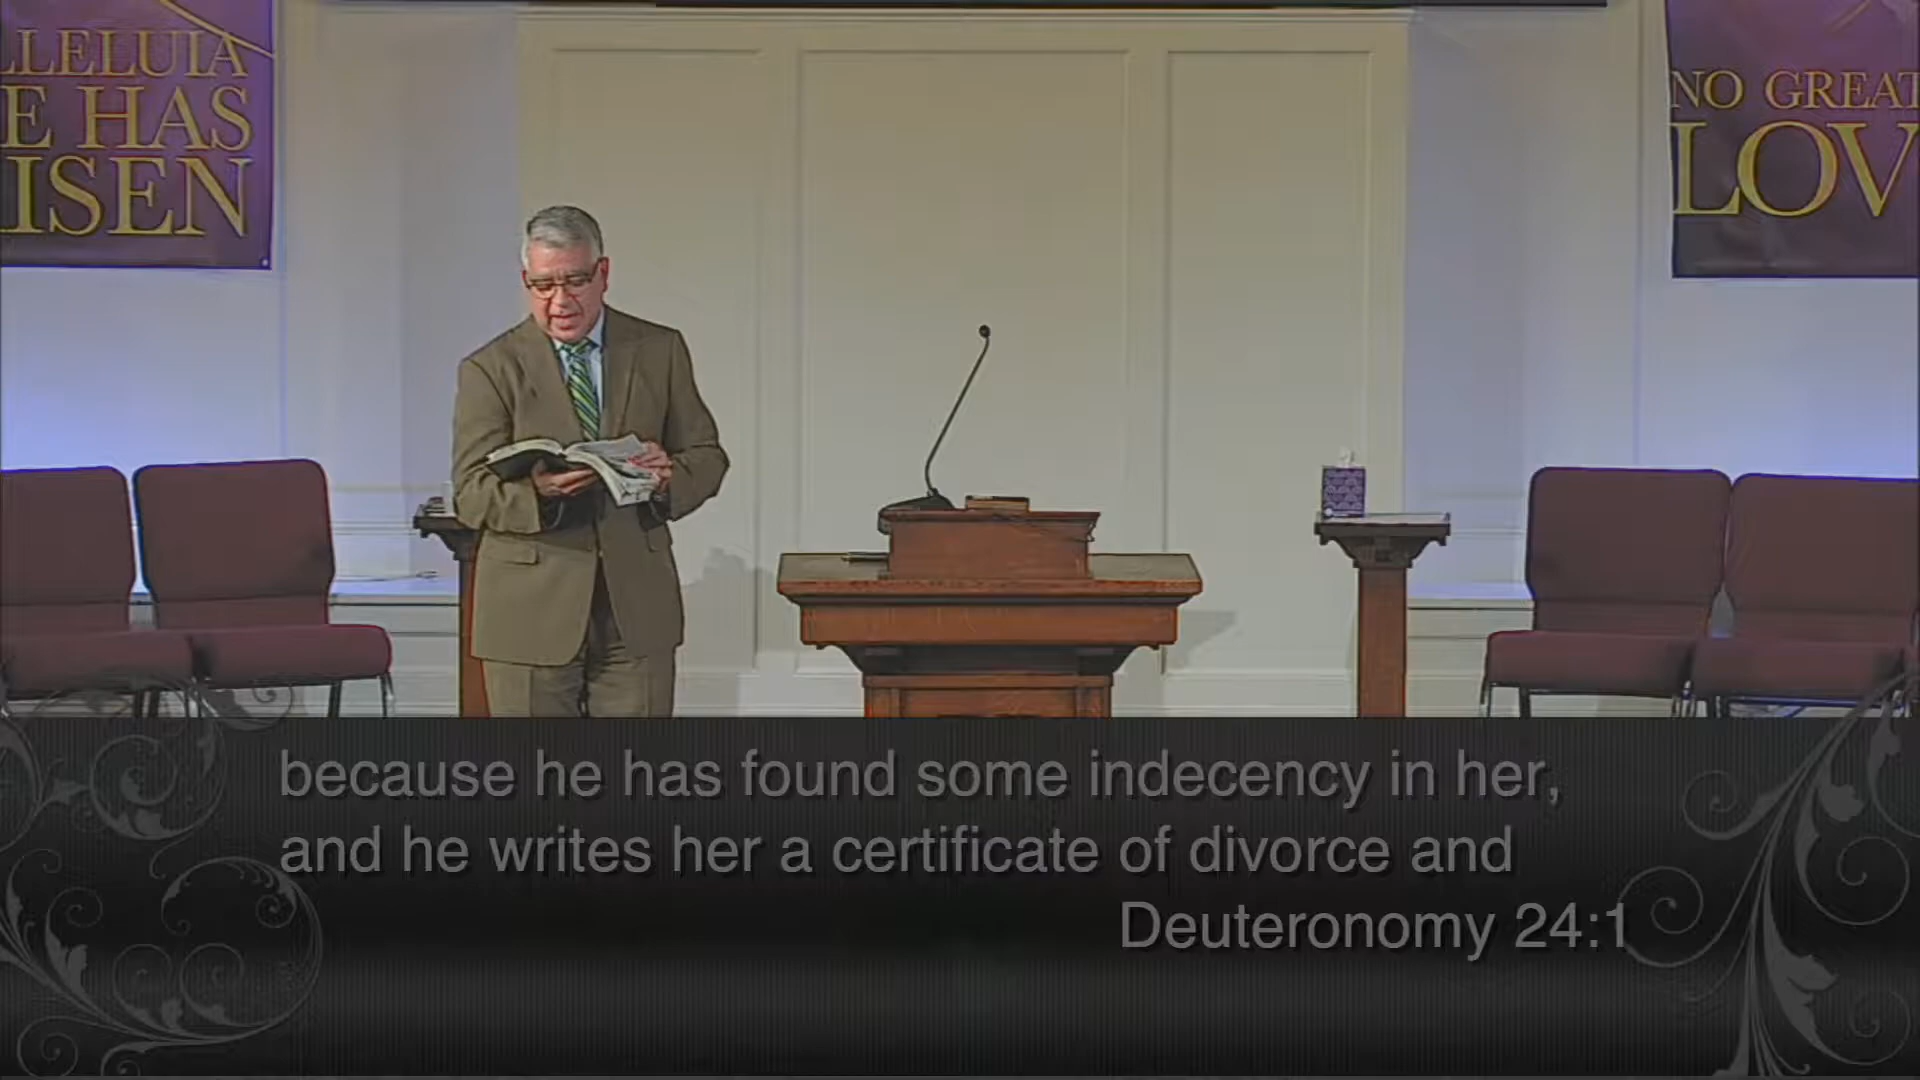 LLELUIA
E HAS
ISEN
NO GREAT
LOV
because he has found some indecency in her,
and he writes her a certificate of divorce and
Deuteronomy 24:1